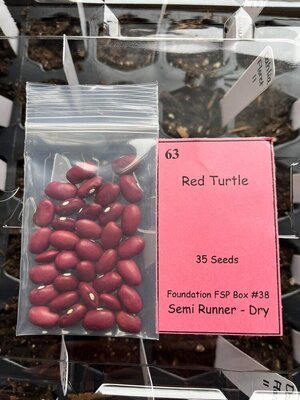 63
Red Turtle
35 Seeds
Foundation FSP Box #38
Semi Runner - Dry